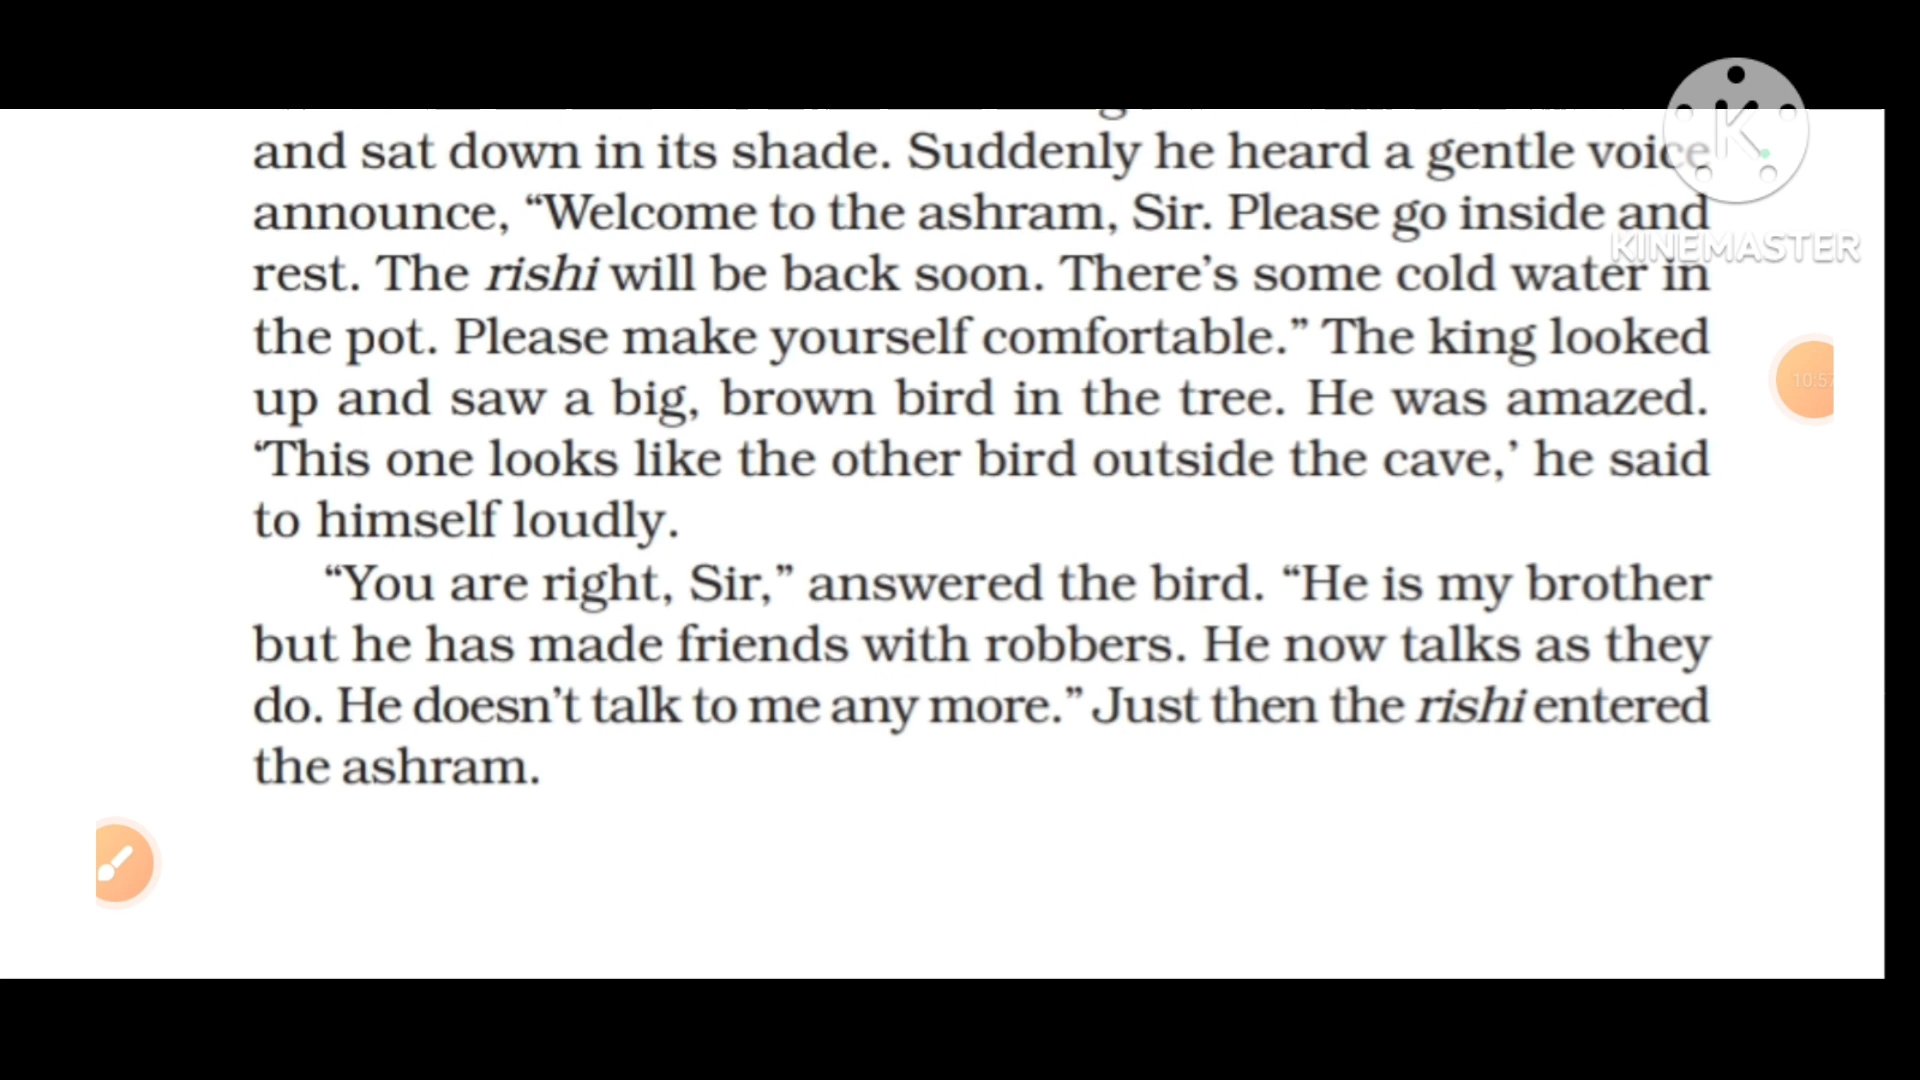 and sat down in its shade. Suddenly he heard a gentle voice
announce, “Welcome to the ashram, Sir. Please go inside and
rest. The rishi will be back soon. There’s some cold water in
the pot. Please make yourself comfortable.” The king looked
up and saw a big, brown bird in the tree. He was amazed.
‘This one looks like the other bird outside the cave,’ he said
to himself loudly.
“You are right, Sir,” answered the bird. “He is my brother
but he has made friends with robbers. He now talks as they
do. He doesn’t talk to me any more.” Just then the rishi entered
the ashram.
K
KINEMASTER
10:57